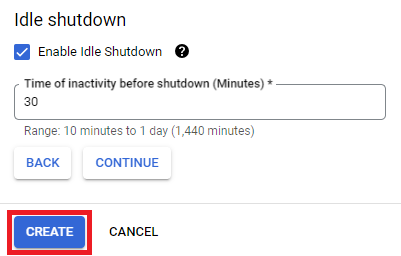 Idle shutdown
Enable Idle Shutdown ?
Time of inactivity before shutdown (Minutes) *
30
Range: 10 minutes to 1 day (1,440 minutes)
BACK CONTINUE
CREATE CANCEL